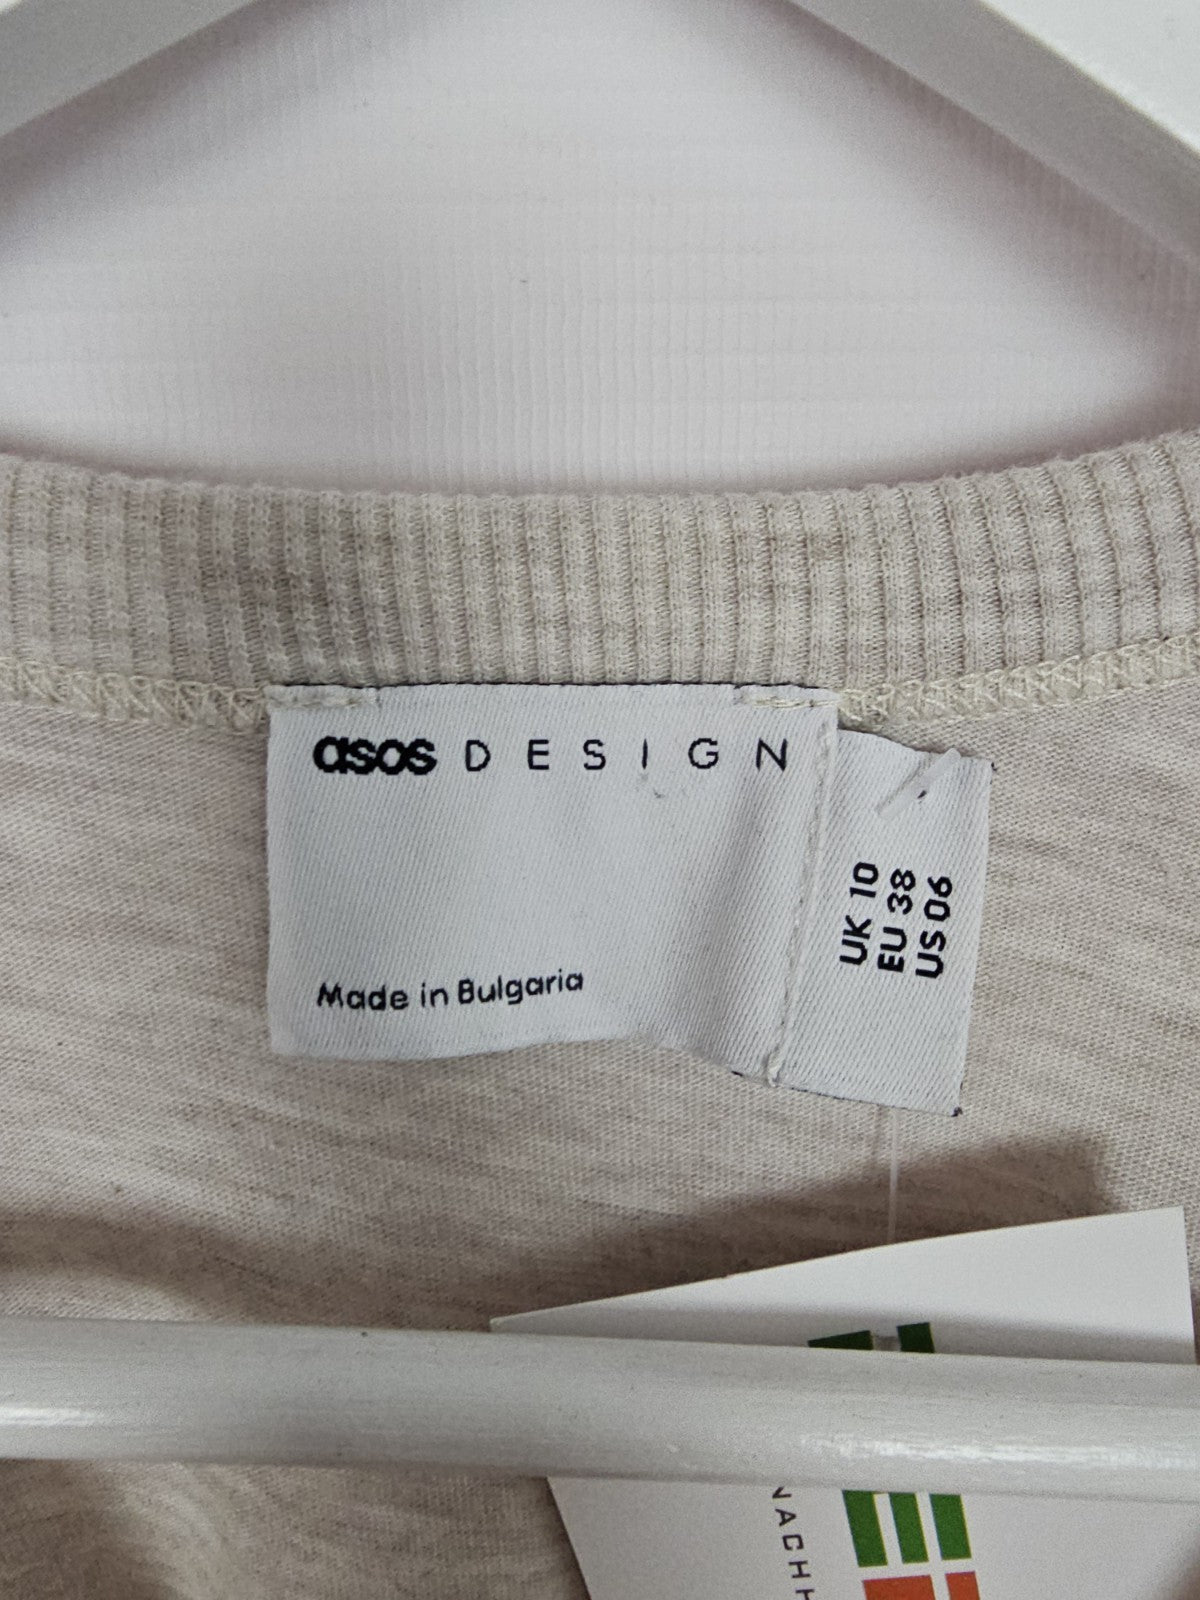 asos DESIGN
Made in Bulgaria
UK 10
EU 38
US 06